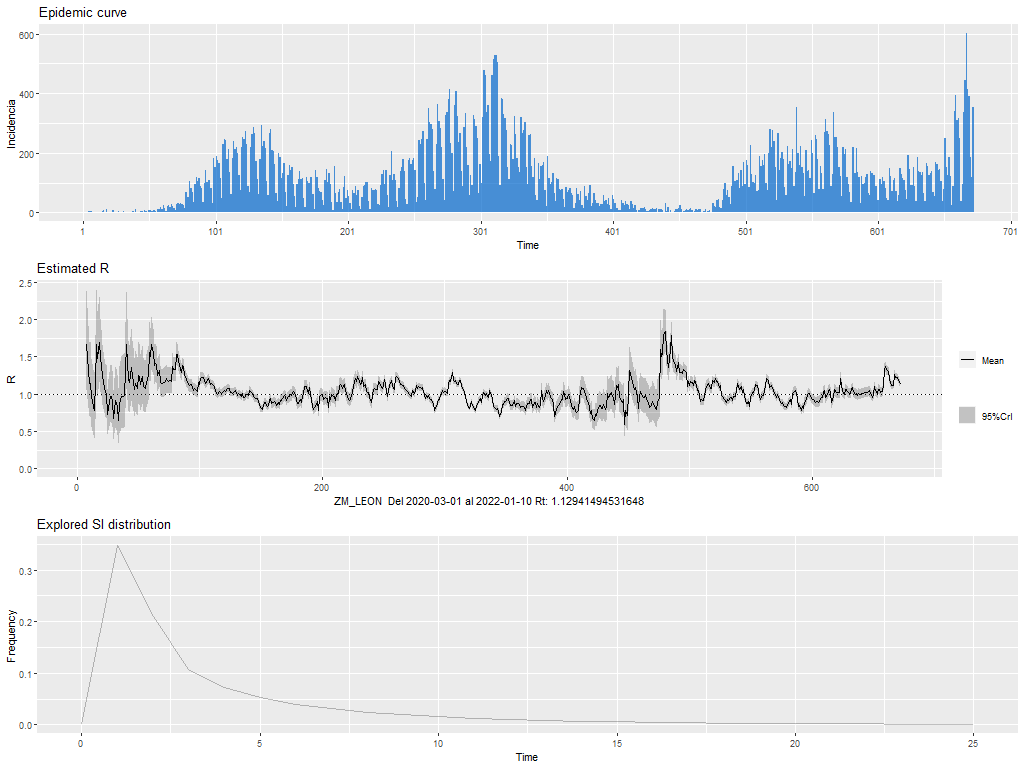 Epidemic curve
Incidencia
600
400
200
0
1
101
201
301
401
501
601
701
Time
Estimated R
R
2.5
2.0
1.5
1.0
0.5
0.0
0
200
400
600
Mean
95%CrI
ZM_LEON Del 2020-03-01 al 2022-01-10 Rt: 1.12941494531648
Explored SI distribution
Frequency
0.3
0.2
0.1
0.0
0
5
10
15
20
25
Time